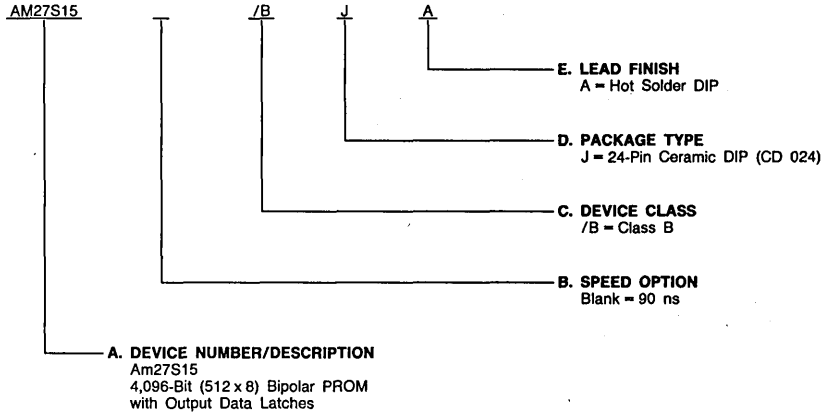 AM27S15 /B J A
E. LEAD FINISH
A = Hot Solder DIP
D. PACKAGE TYPE
J = 24-Pin Ceramic DIP (CD 024)
C. DEVICE CLASS
/B = Class B
B. SPEED OPTION
Blank = 90 ns
A. DEVICE NUMBER/DESCRIPTION
Am27S15
4,096-Bit (512 x 8) Bipolar PROM
with Output Data Latches